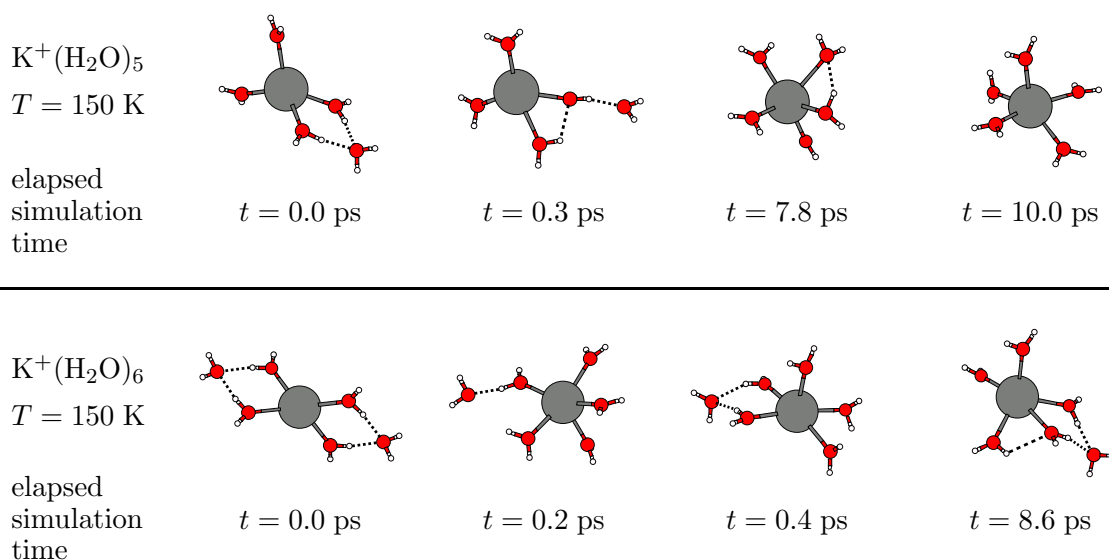 K⁺(H₂O)₅
T = 150 K
elapsed
simulation
time
t = 0.0 ps
t = 0.3 ps
t = 7.8 ps
t = 10.0 ps
K⁺(H₂O)₆
T = 150 K
elapsed
simulation
time
t = 0.0 ps
t = 0.2 ps
t = 0.4 ps
t = 8.6 ps